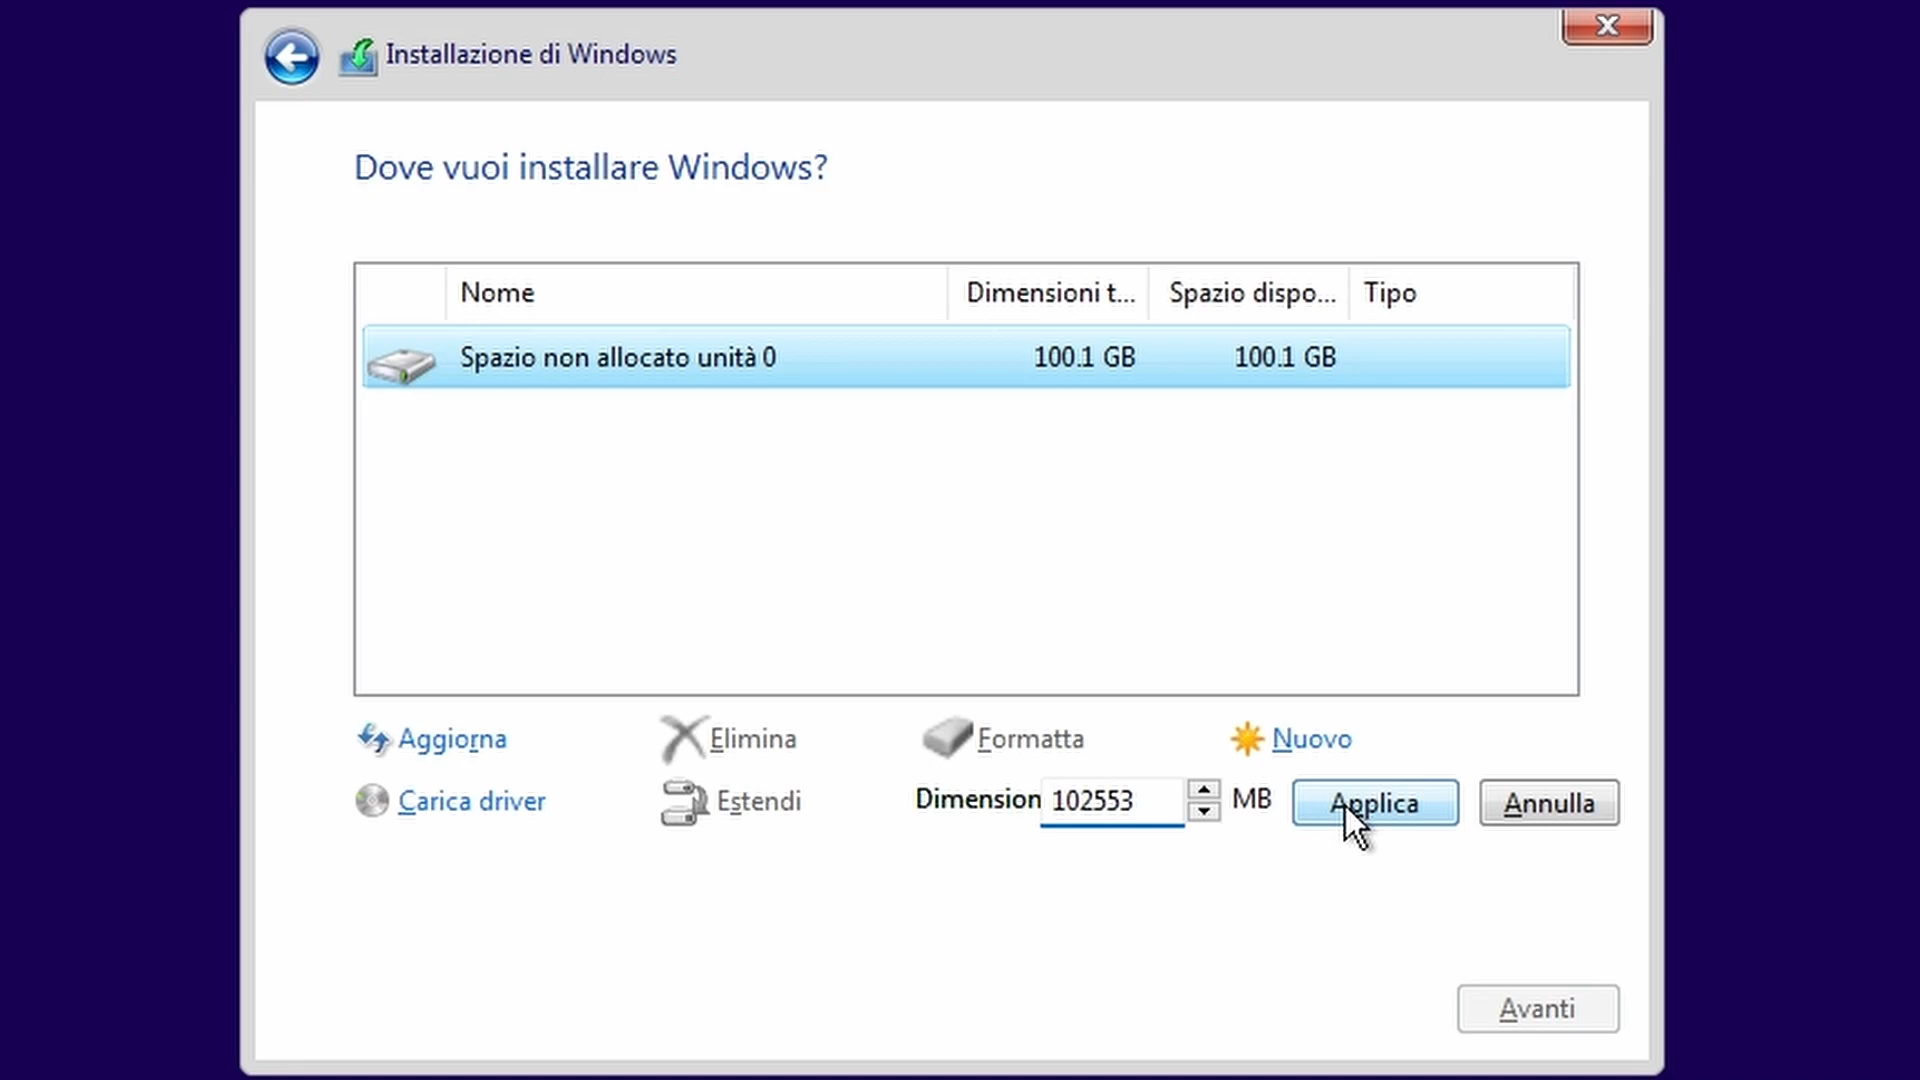 Installazione di Windows
Dove vuoi installare Windows?
Nome Dimensioni t... Spazio dispo... Tipo
Spazio non allocato unità 0 100.1 GB 100.1 GB
Aggiorna Elimina Formatta Nuovo
Carica driver Estendi Dimension 102553 MB Applica Annulla
Avanti